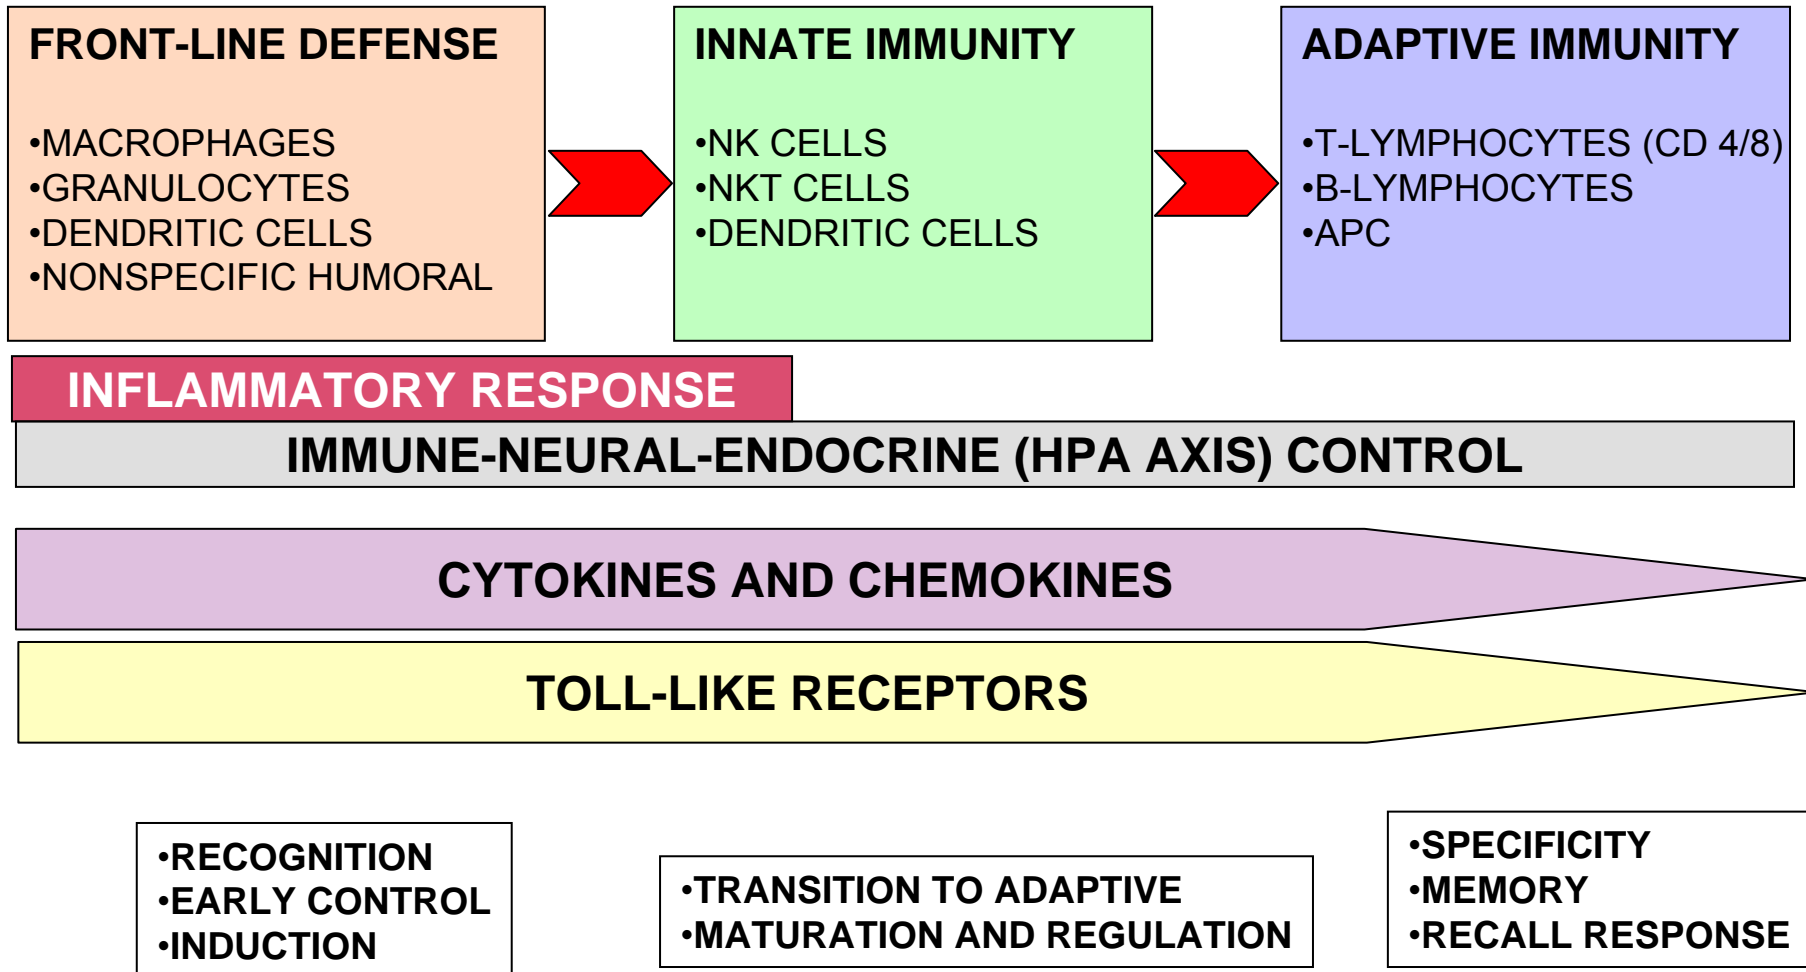 FRONT-LINE DEFENSE
•MACROPHAGES
•GRANULOCYTES
•DENDRITIC CELLS
•NONSPECIFIC HUMORAL
INNATE IMMUNITY
•NK CELLS
•NKT CELLS
•DENDRITIC CELLS
ADAPTIVE IMMUNITY
•T-LYMPHOCYTES (CD 4/8)
•B-LYMPHOCYTES
•APC
INFLAMMATORY RESPONSE
IMMUNE-NEURAL-ENDOCRINE (HPA AXIS) CONTROL
CYTOKINES AND CHEMOKINES
TOLL-LIKE RECEPTORS
•RECOGNITION
•EARLY CONTROL
•INDUCTION
•TRANSITION TO ADAPTIVE
•MATURATION AND REGULATION
•SPECIFICITY
•MEMORY
•RECALL RESPONSE